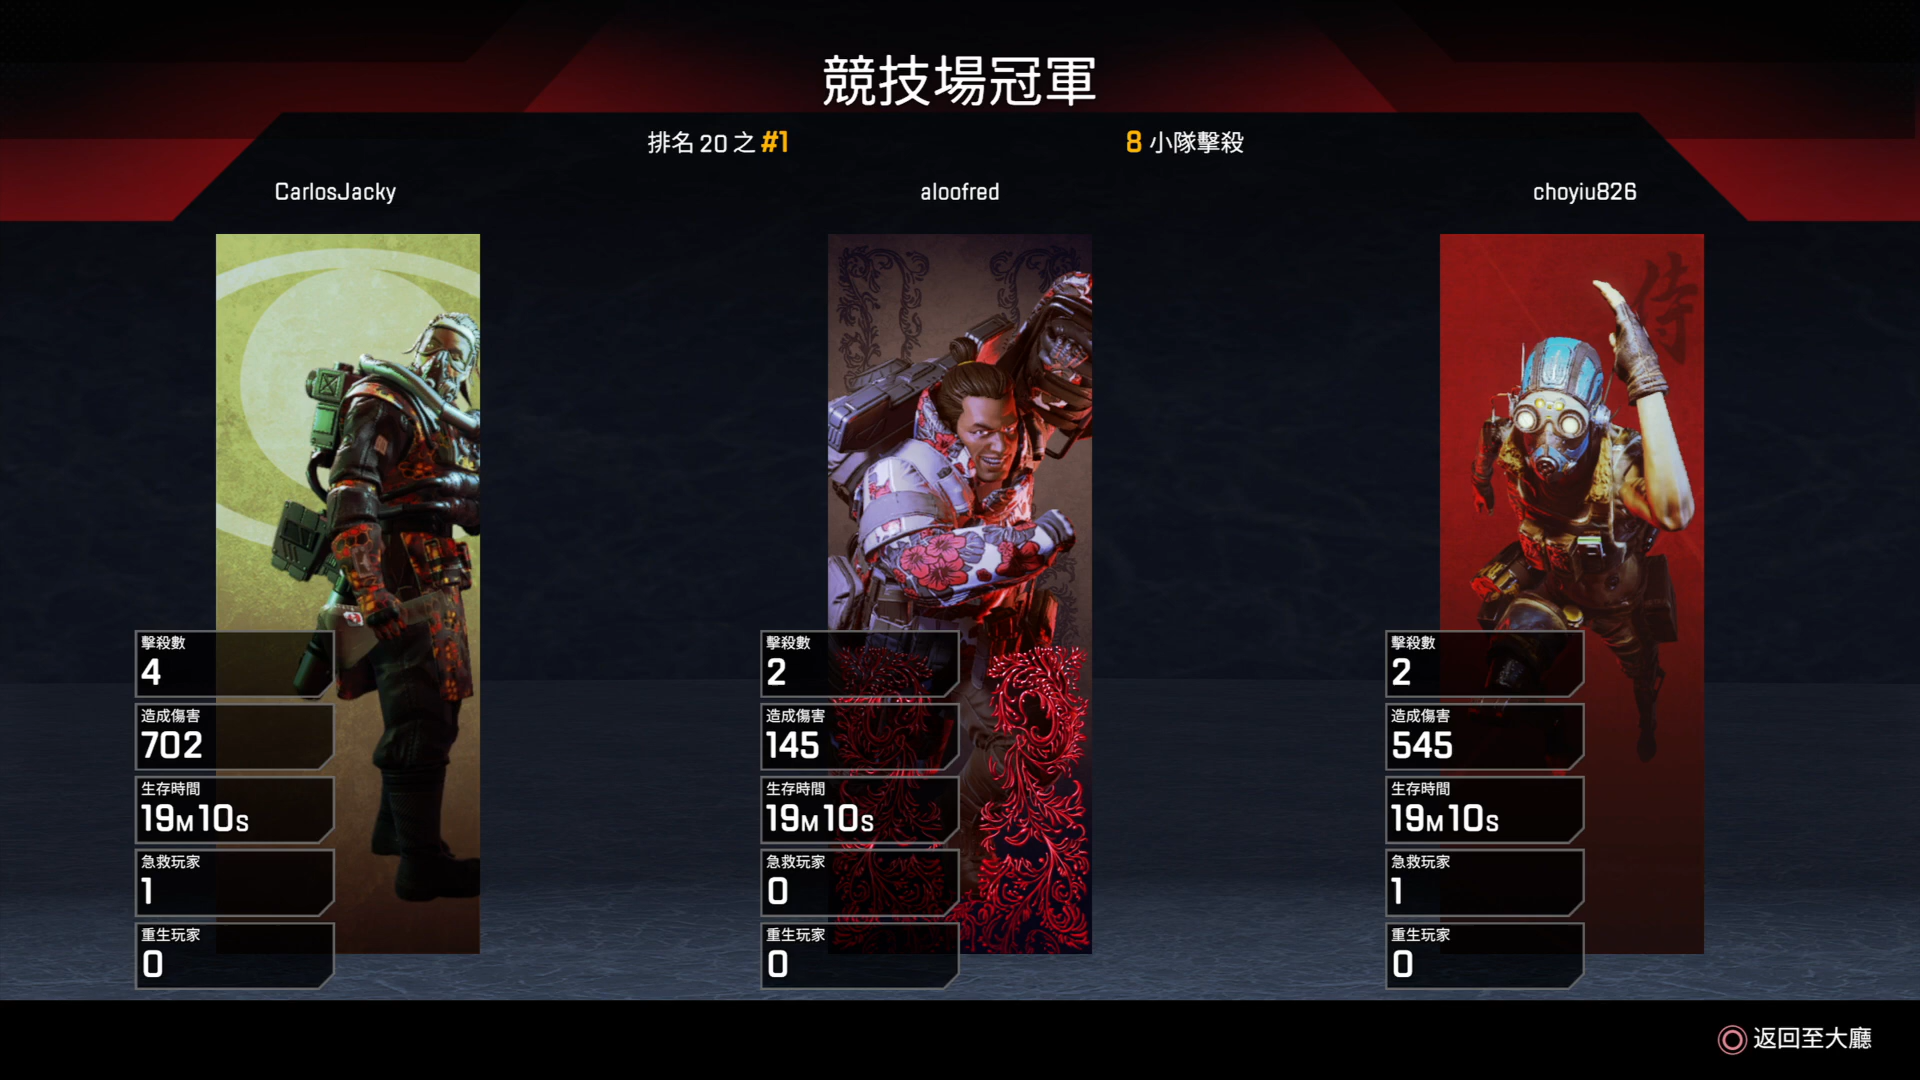 競技場冠軍
排名 20 之 #1
8 小隊擊殺
CarlosJacky
aloofred
choyiu826
侍
擊殺數
4
造成傷害
702
生存時間
19M10S
急救玩家
1
重生玩家
0
擊殺數
2
造成傷害
145
生存時間
19M10S
急救玩家
0
重生玩家
0
擊殺數
2
造成傷害
545
生存時間
19M10S
急救玩家
1
重生玩家
0
返回至大廳